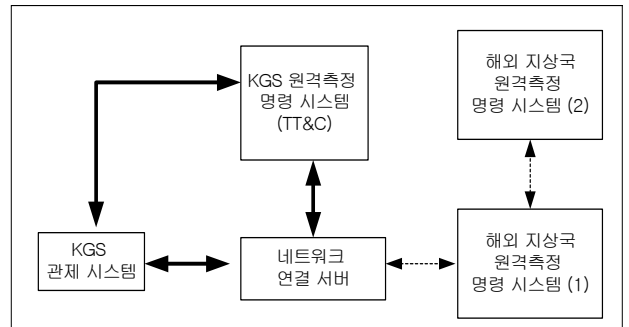 KGS 원격측정
명령 시스템
(TT&C)
해외 지상국
원격측정
명령 시스템 (2)
KGS
관제 시스템
네트워크
연결 서버
해외 지상국
원격측정
명령 시스템 (1)